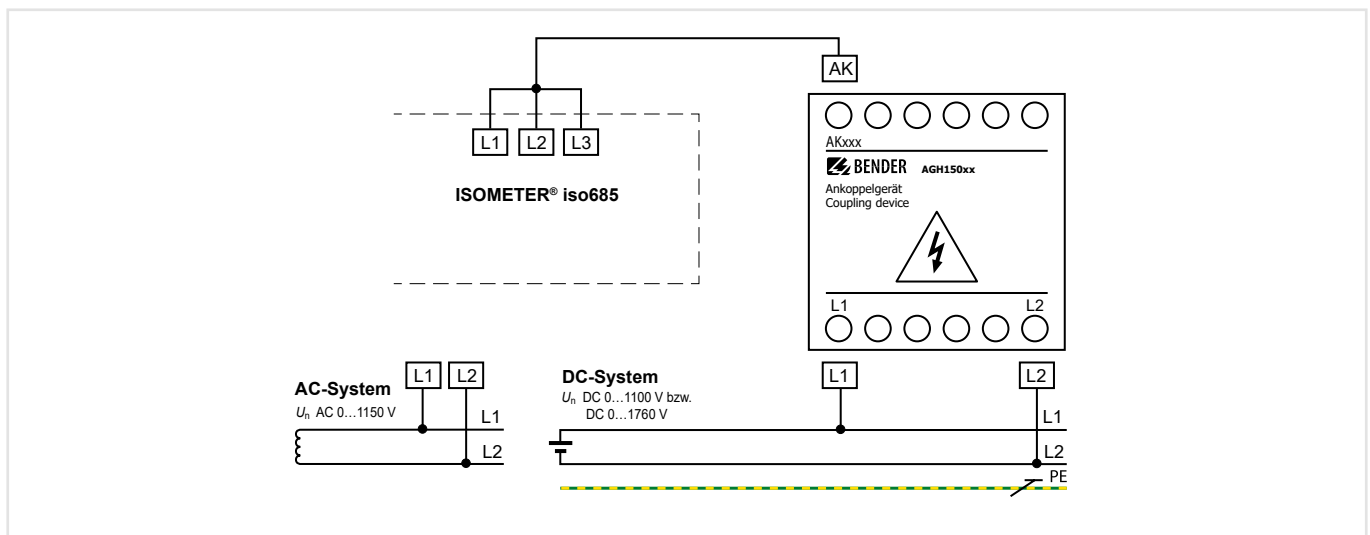 AK
L1 L2 L3
ISOMETER® iso685
AKxxx
BENDER AGH150xx
Ankoppelgerät
Coupling device
L1 L2
L1 L2
AC-System
Un AC 0...1150 V
L1
L2
DC-System
Un DC 0...1100 V bzw.
DC 0...1760 V
L1 L2
L1
L2
PE